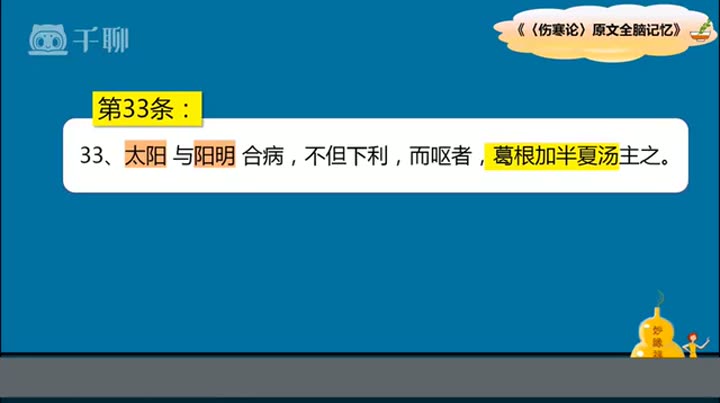 千聊
《〈伤寒论〉原文全脑记忆》
第33条：
33、太阳 与阳明 合病，不但下利，而呕者，葛根加半夏汤主之。